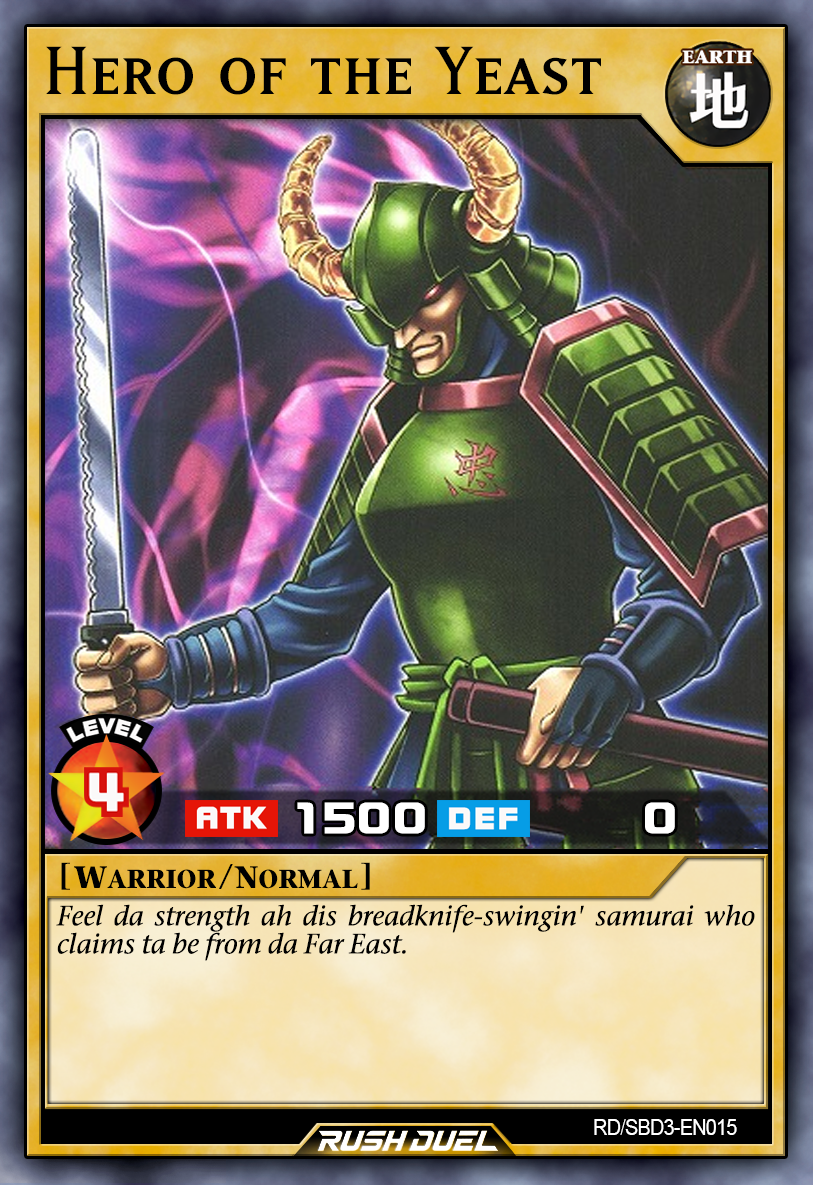 Hero of the Yeast
EARTH
地
忠
LEVEL
4
ATK 1500 DEF 0
[Warrior/Normal]
Feel da strength ah dis breadknife-swingin' samurai who
claims ta be from da Far East.
RD/SBD3-EN015
RUSH DUEL